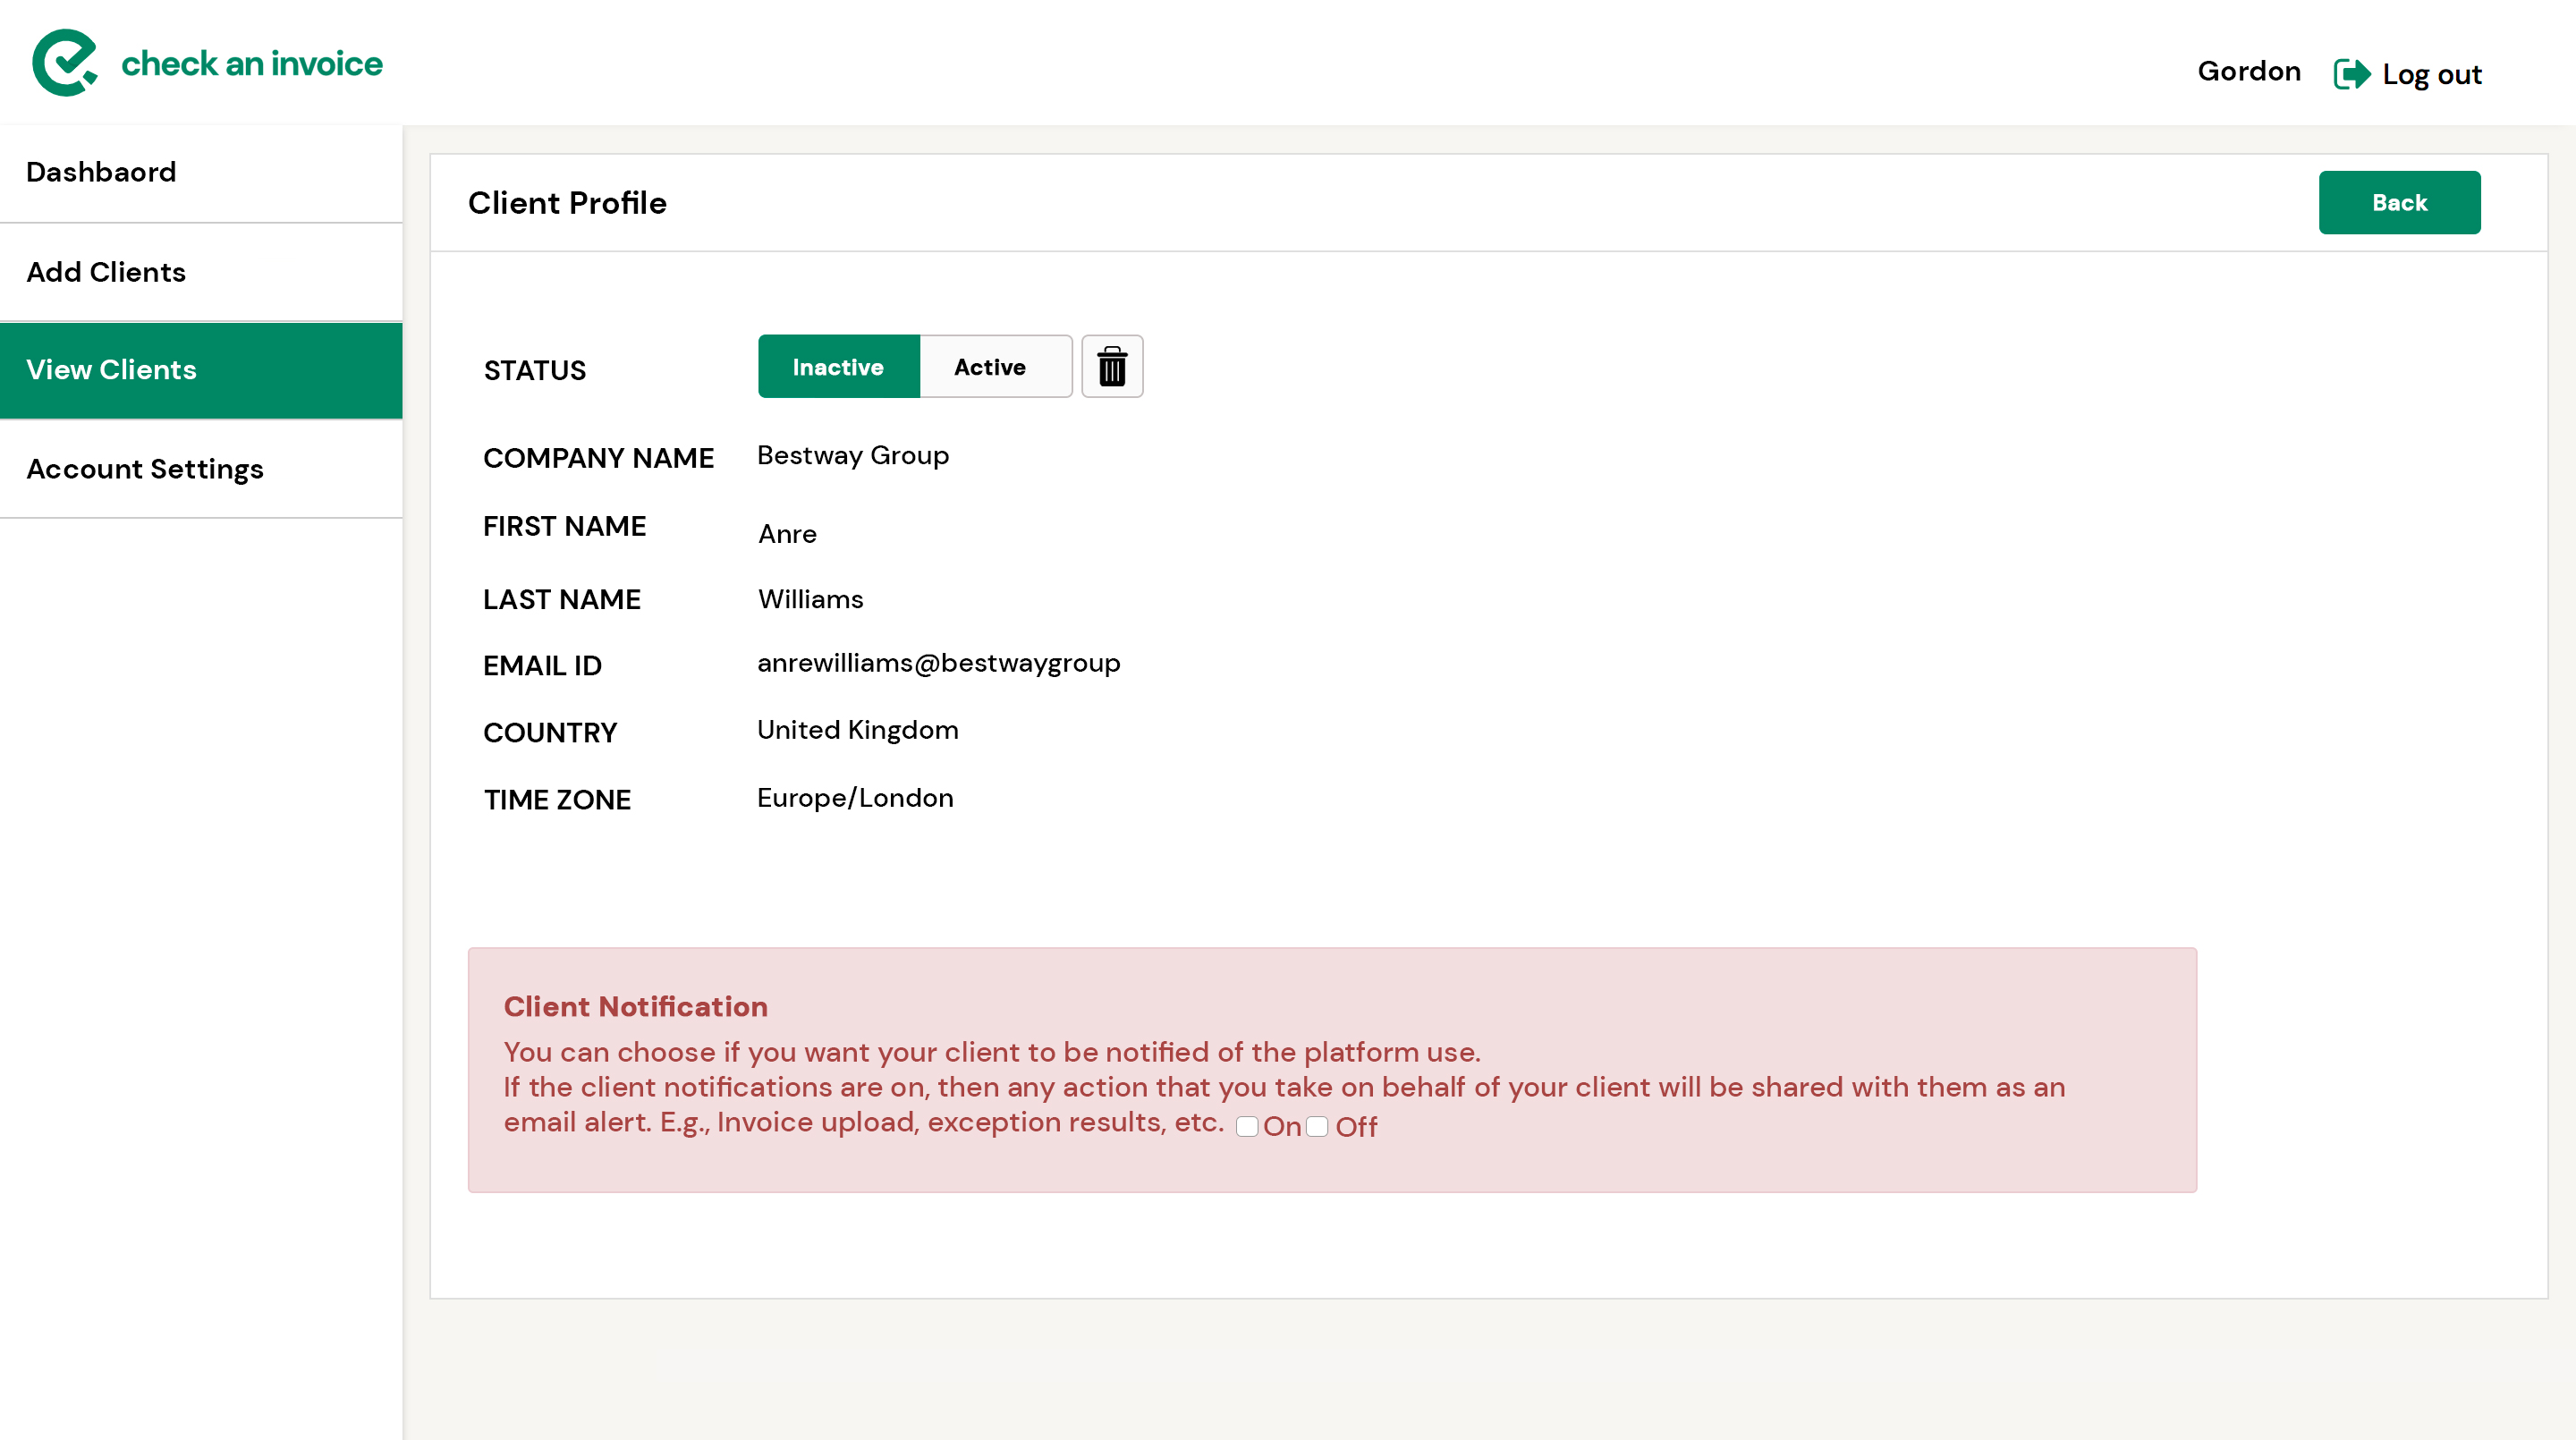 check an invoice
Gordon
Log out
Dashbaord
Add Clients
View Clients
Account Settings
Client Profile
Back
STATUS
Inactive
Active
COMPANY NAME
Bestway Group
FIRST NAME
Anre
LAST NAME
Williams
EMAIL ID
anrewilliams@bestwaygroup
COUNTRY
United Kingdom
TIME ZONE
Europe/London
Client Notification
You can choose if you want your client to be notified of the platform use.
If the client notifications are on, then any action that you take on behalf of your client will be shared with them as an
email alert. E.g., Invoice upload, exception results, etc. On Off